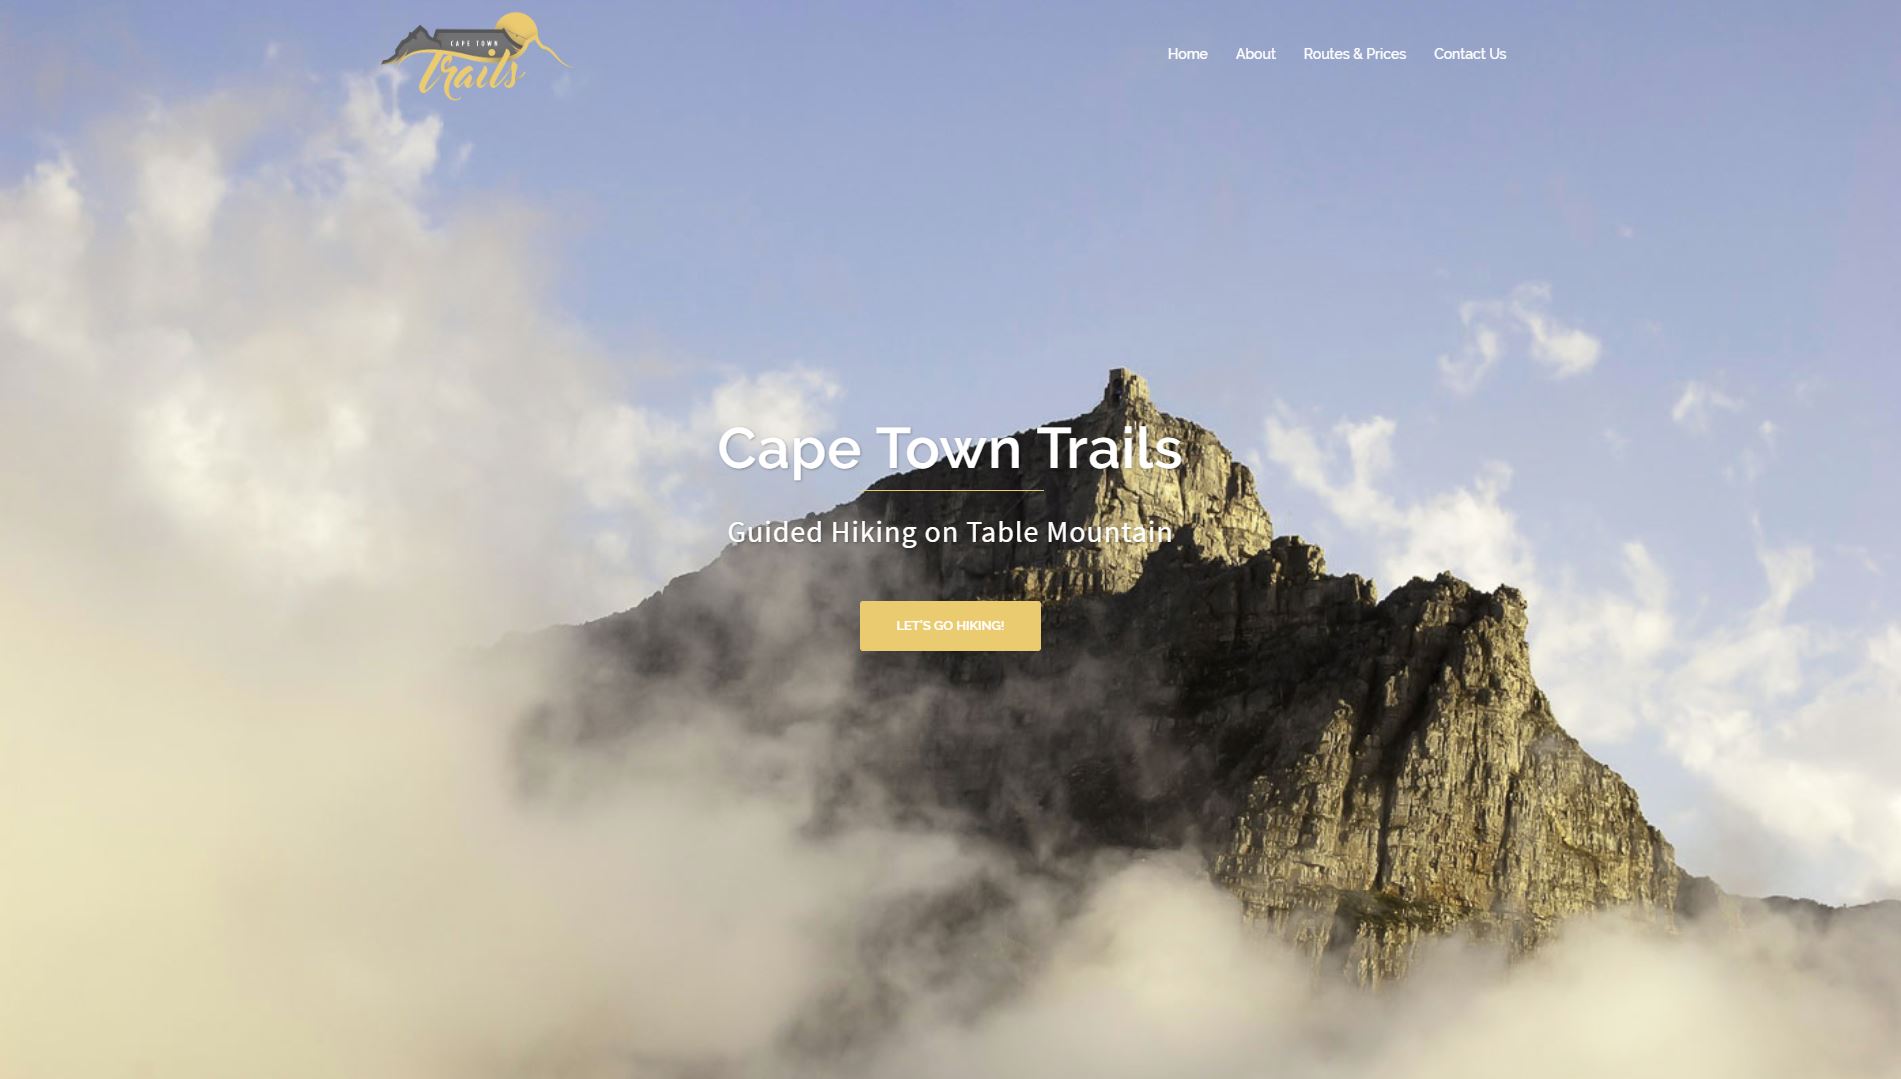 CAPE TOWN
Trails
Home About Routes & Prices Contact Us
Cape Town Trails
Guided Hiking on Table Mountain
LET'S GO HIKING!